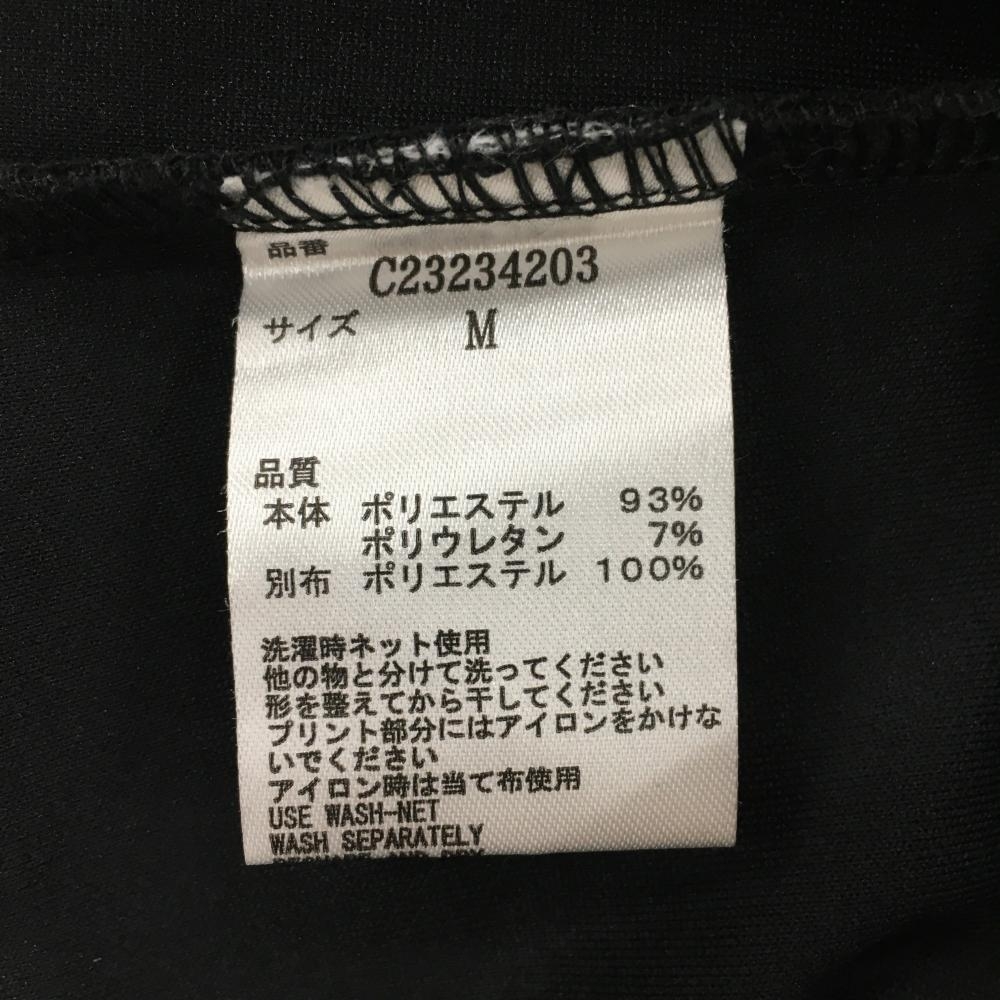 品番
C23234203
サイズ M
品質
本体 ポリエステル 93%
ポリウレタン 7%
別布 ポリエステル 100%
洗濯時ネット使用
他の物と分けて洗ってください
形を整えてから干してください
プリント部分にはアイロンをかけな
いでください
アイロン時は当て布使用
USE WASH-NET
WASH SEPARATELY